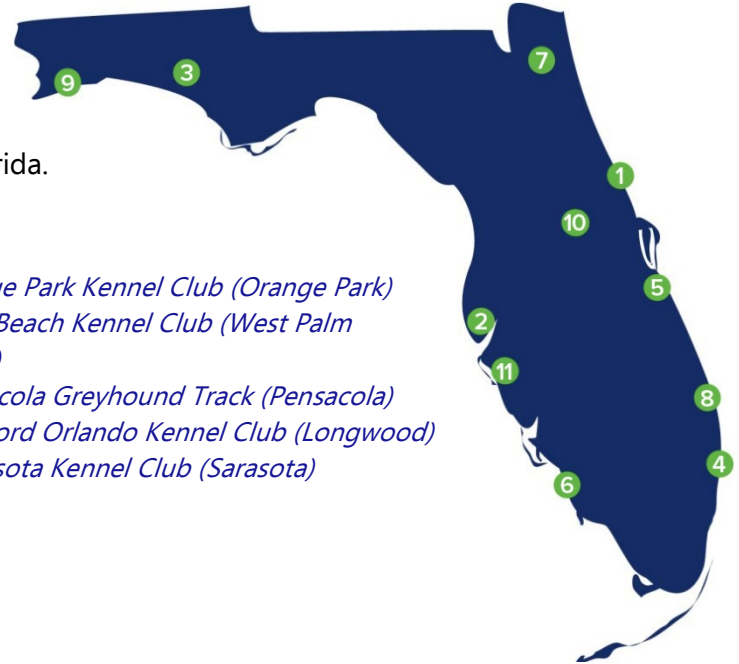 9
3
7
rida.
1
10
ge Park Kennel Club (Orange Park)
5
Beach Kennel Club (West Palm
2
)
11
cola Greyhound Track (Pensacola)
8
ord Orlando Kennel Club (Longwood)
sota Kennel Club (Sarasota)
4
6